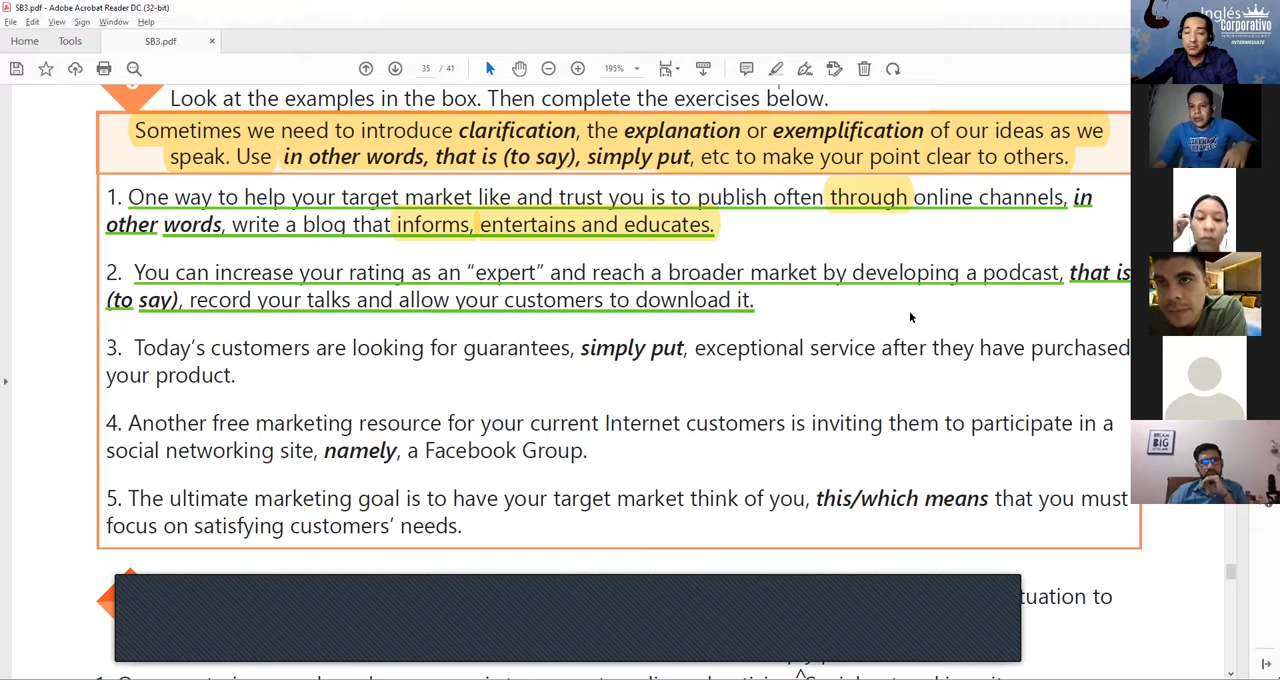 SB3.pdf - Adobe Acrobat Reader DC (32-bit)
File Edit View Sign Window Help
Home Tools SB3.pdf ×
35 / 41 195%
Look at the examples in the box. Then complete the exercises below.
Sometimes we need to introduce clarification, the explanation or exemplification of our ideas as we
speak. Use in other words, that is (to say), simply put, etc to make your point clear to others.
1. One way to help your target market like and trust you is to publish often through online channels, in
other words, write a blog that informs, entertains and educates.
2. You can increase your rating as an “expert” and reach a broader market by developing a podcast, that is
(to say), record your talks and allow your customers to download it.
3. Today’s customers are looking for guarantees, simply put, exceptional service after they have purchased
your product.
4. Another free marketing resource for your current Internet customers is inviting them to participate in a
social networking site, namely, a Facebook Group.
5. The ultimate marketing goal is to have your target market think of you, this/which means that you must
focus on satisfying customers’ needs.
tuation to
Inglés
Corporativo
INTERMEDIATE
DREAM
BIG